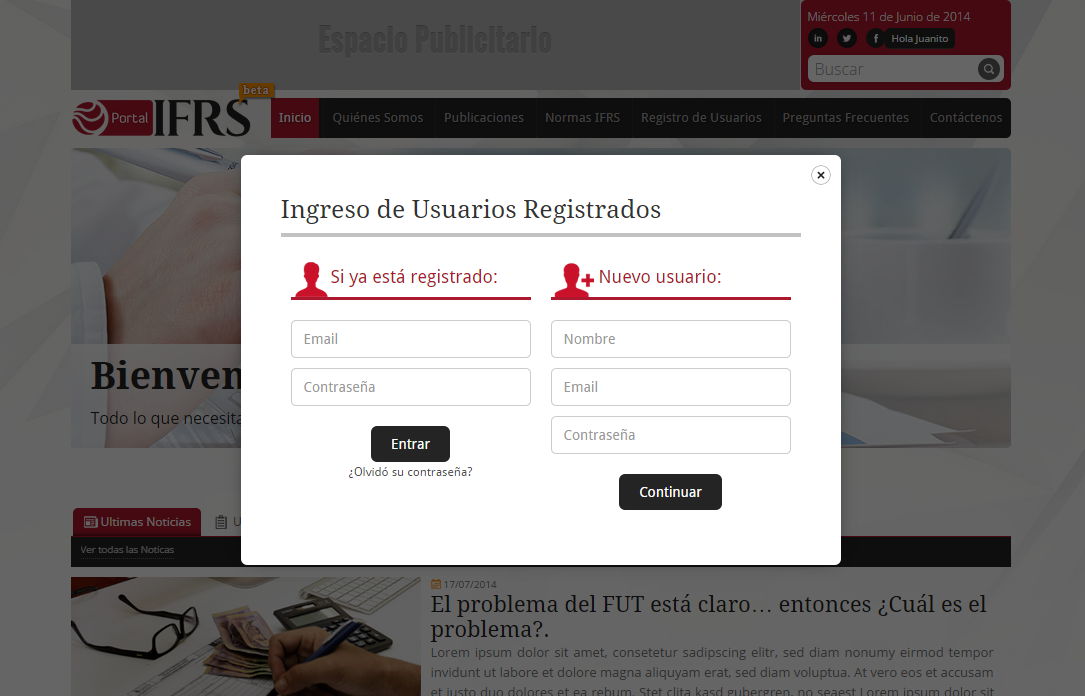 Espacio Publicitario
Miércoles 11 de Junio de 2014
Hola Juanito
Buscar
beta
Portal IFRS
Inicio Quiénes Somos Publicaciones Normas IFRS Registro de Usuarios Preguntas Frecuentes Contáctenos
Ingreso de Usuarios Registrados
Si ya está registrado:
Email
Contraseña
Entrar
¿Olvidó su contraseña?
Nuevo usuario:
Nombre
Email
Contraseña
Continuar
Bienven
Todo lo que necesita
Ultimas Noticias U
Ver todas las Noticas
17/07/2014
El problema del FUT está claro… entonces ¿Cuál es el
problema?.
Lorem ipsum dolor sit amet, consetetur sadipscing elitr, sed diam nonumy eirmod tempor
invidunt ut labore et dolore magna aliquyam erat, sed diam voluptua. At vero eos et accusam
et justo duo dolores et ea rebum. Stet clita kasd gubergren, no seaest Lorem ipsum dolor sit